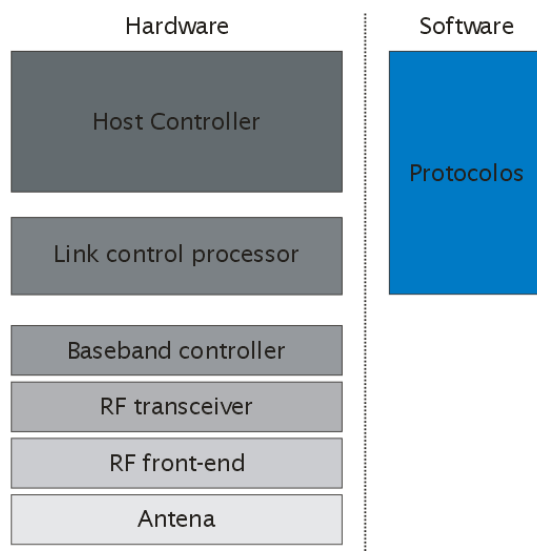 Hardware
Software
Host Controller
Protocolos
Link control processor
Baseband controller
RF transceiver
RF front-end
Antena